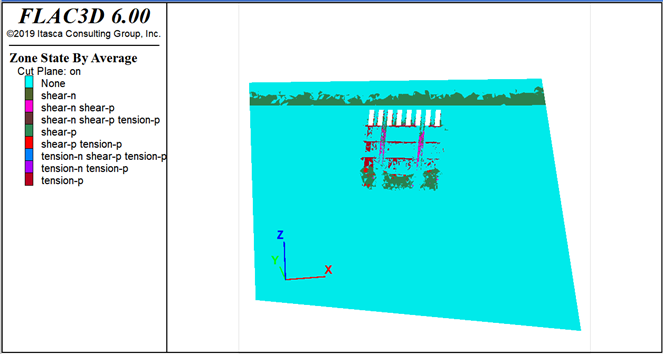 FLAC3D 6.00
©2019 Itasca Consulting Group, Inc.
Zone State By Average
Cut Plane: on
None
shear-n
shear-n shear-p
shear-n shear-p tension-p
shear-p
shear-p tension-p
tension-n shear-p tension-p
tension-n tension-p
tension-p
Z
Y
X